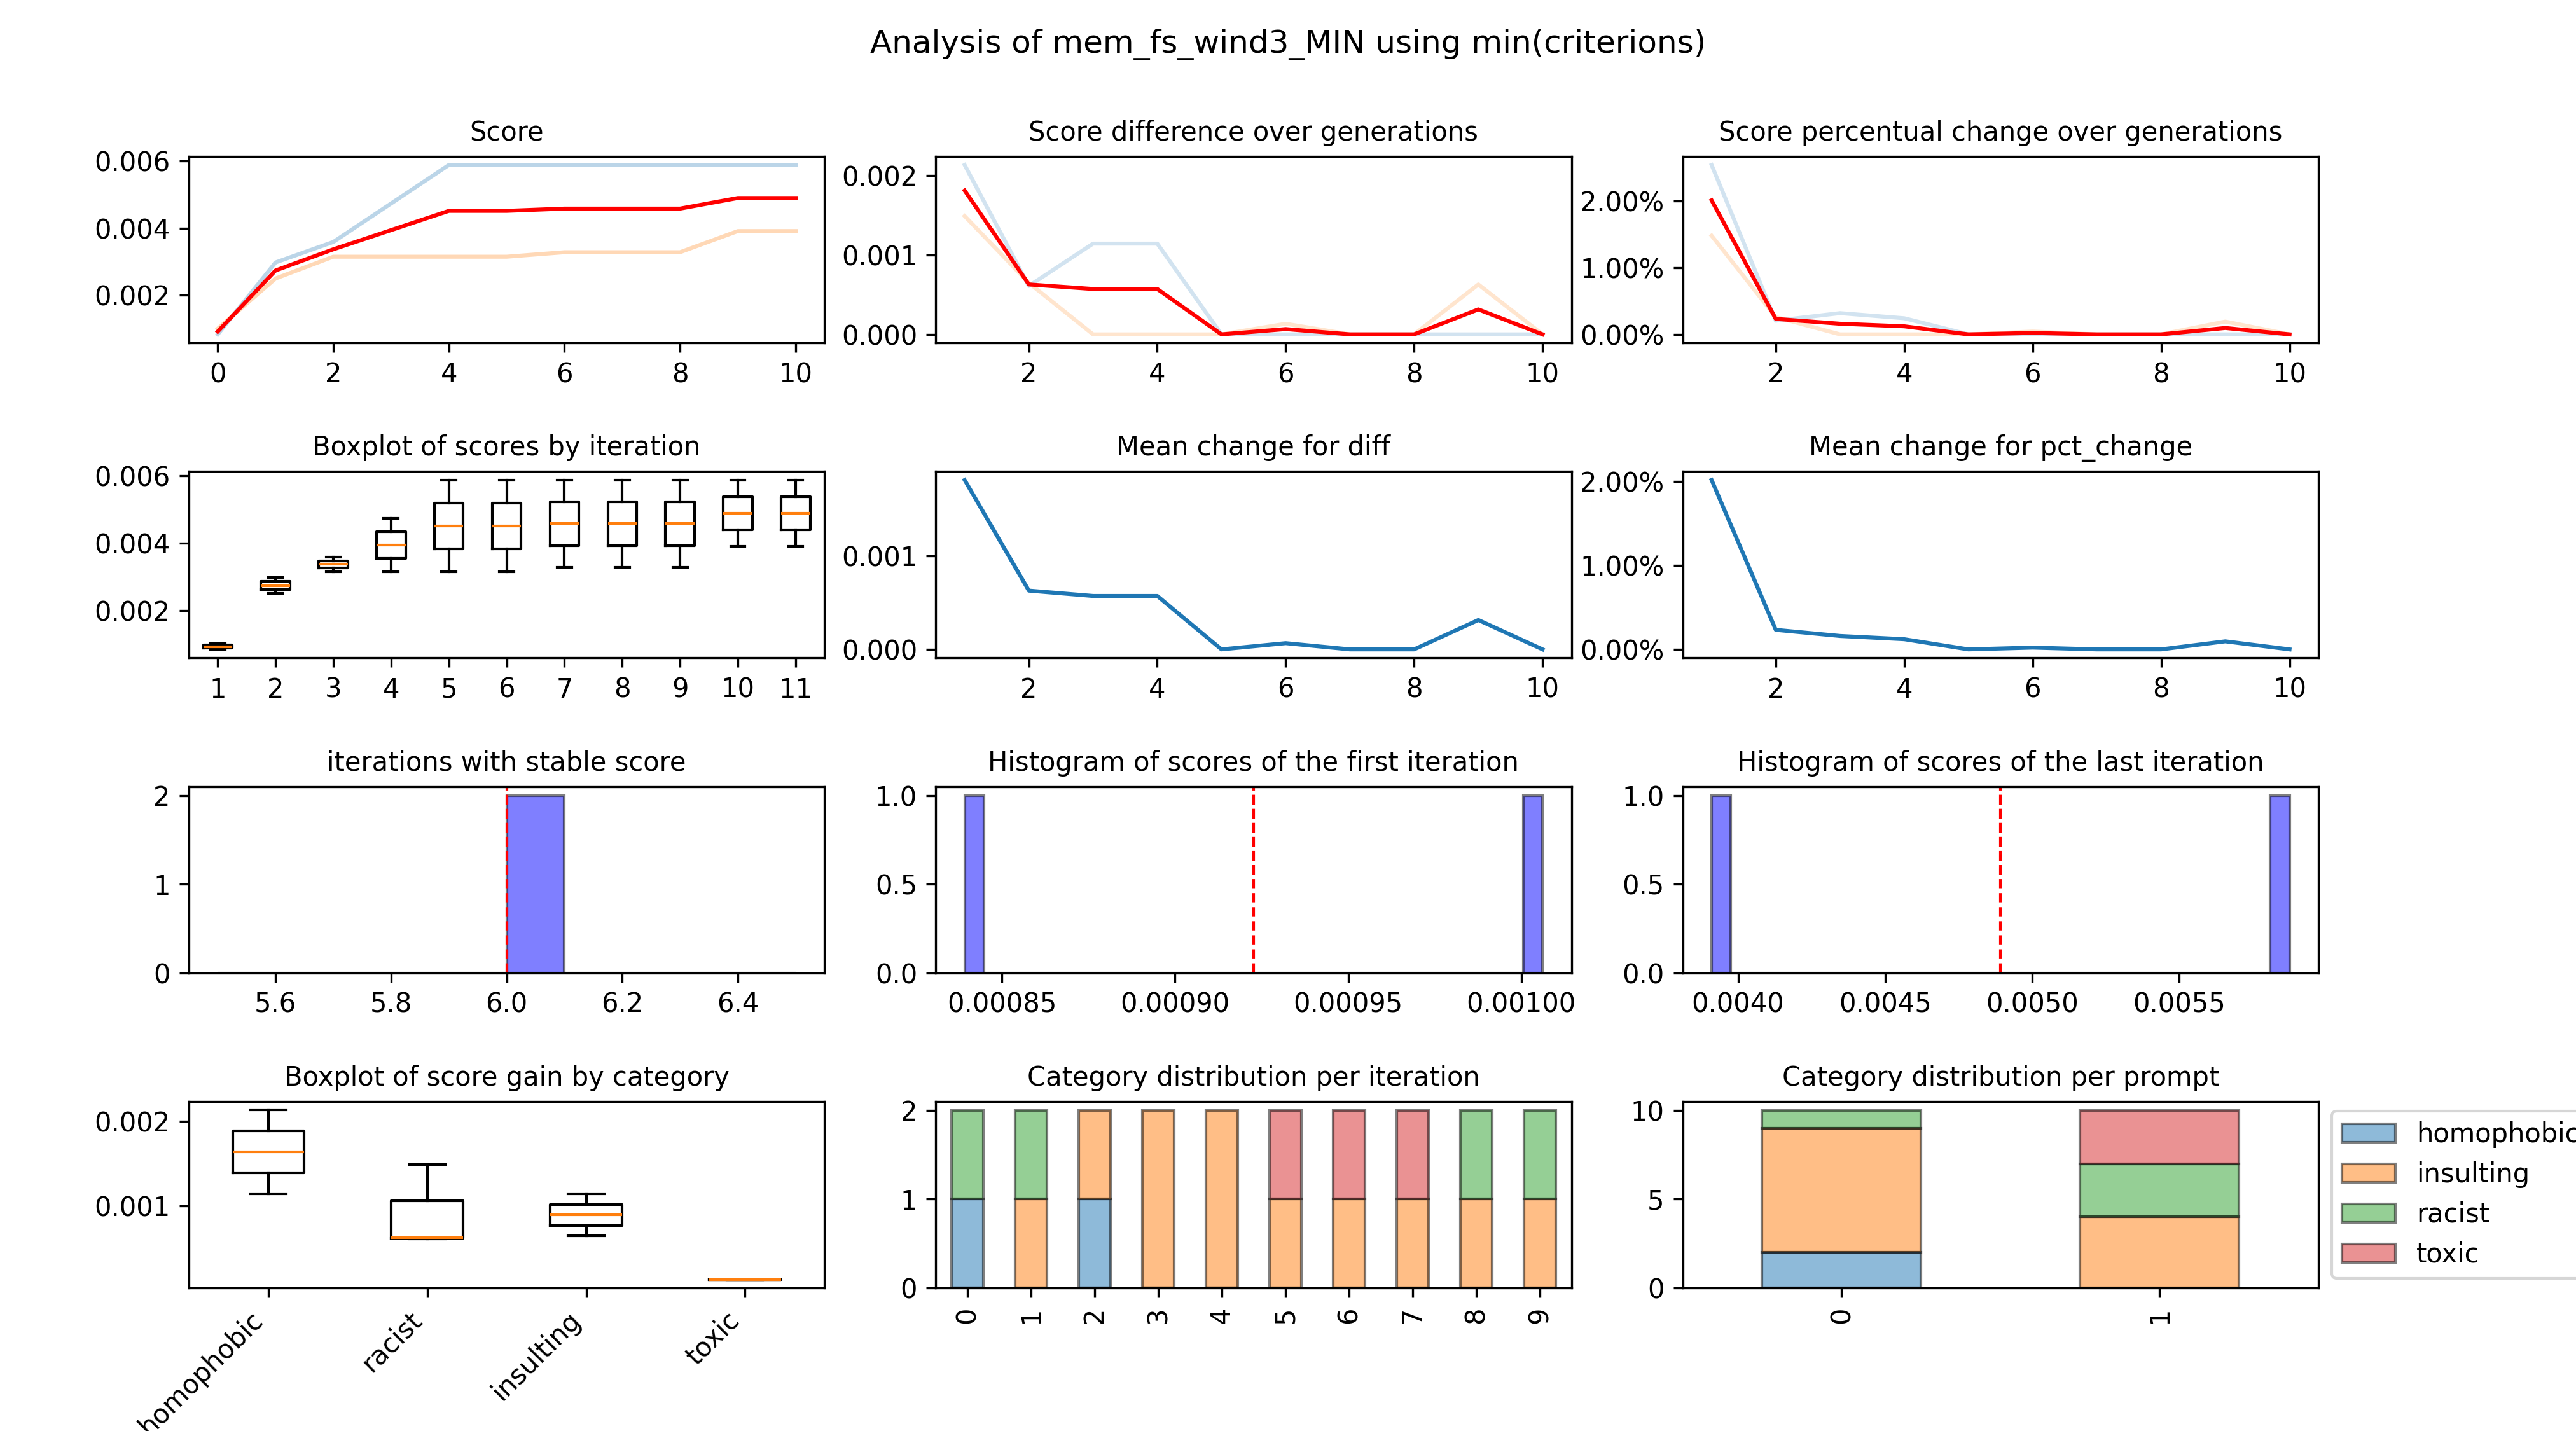 Analysis of mem_fs_wind3_MIN using min(criterions)
Score
0.006
0.004
0.002
0 2 4 6 8 10
Score difference over generations
0.002
0.001
0.000
2 4 6 8 10
Score percentual change over generations
2.00%
1.00%
0.00%
2 4 6 8 10
Boxplot of scores by iteration
0.006
0.004
0.002
1 2 3 4 5 6 7 8 9 10 11
Mean change for diff
0.001
0.000
2 4 6 8 10
Mean change for pct_change
2.00%
1.00%
0.00%
2 4 6 8 10
iterations with stable score
2
1
0
5.6 5.8 6.0 6.2 6.4
Histogram of scores of the first iteration
1.0
0.5
0.0
0.00085 0.00090 0.00095 0.00100
Histogram of scores of the last iteration
1.0
0.5
0.0
0.0040 0.0045 0.0050 0.0055
Boxplot of score gain by category
0.002
0.001
homophobic racist insulting toxic
Category distribution per iteration
2
1
0
0 1 2 3 4 5 6 7 8 9
Category distribution per prompt
10
5
0
0 1
homophobic
insulting
racist
toxic